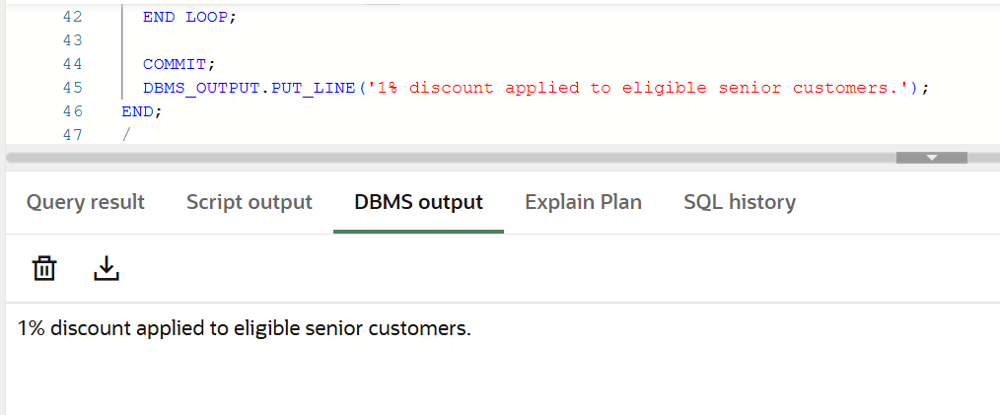 42 END LOOP;
43
44 COMMIT;
45 DBMS_OUTPUT.PUT_LINE('1% discount applied to eligible senior customers.');
46 END;
47 /
Query result Script output DBMS output Explain Plan SQL history
1% discount applied to eligible senior customers.